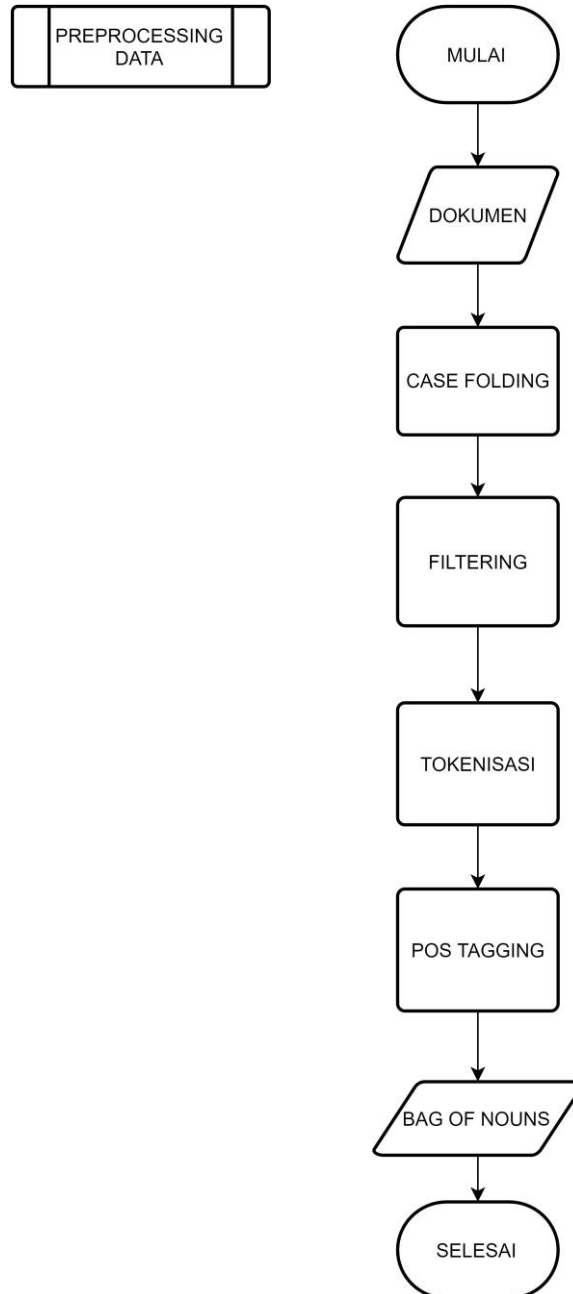 PREPROCESSING
DATA
MULAI
DOKUMEN
CASE FOLDING
FILTERING
TOKENISASI
POS TAGGING
BAG OF NOUNS
SELESAI